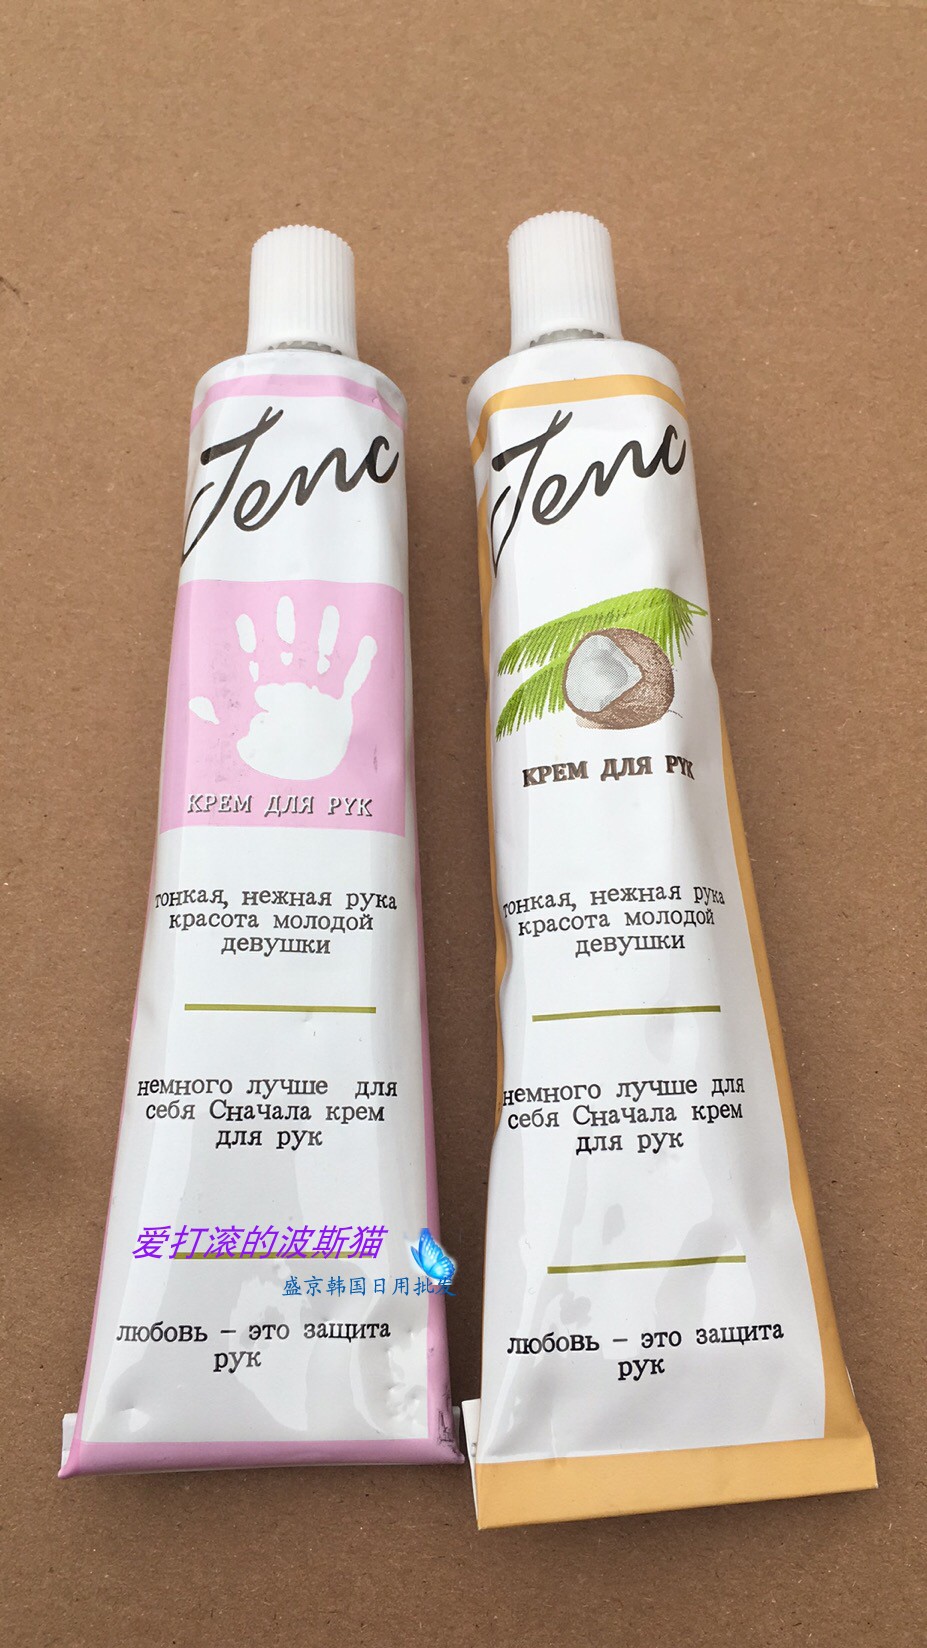 Tenc
КРЕМ ДЛЯ РУК
тонкая, нежная рука
красота молодой
девушки
немного лучше для
себя Сначала крем
для рук
любовь – это защита
рук
Tenc
КРЕМ ДЛЯ РУК
тонкая, нежная рука
красота молодой
девушки
немного лучше для
себя Сначала крем
для рук
любовь – это защита
рук
爱打滚的波斯猫
盛京韩国日用批发